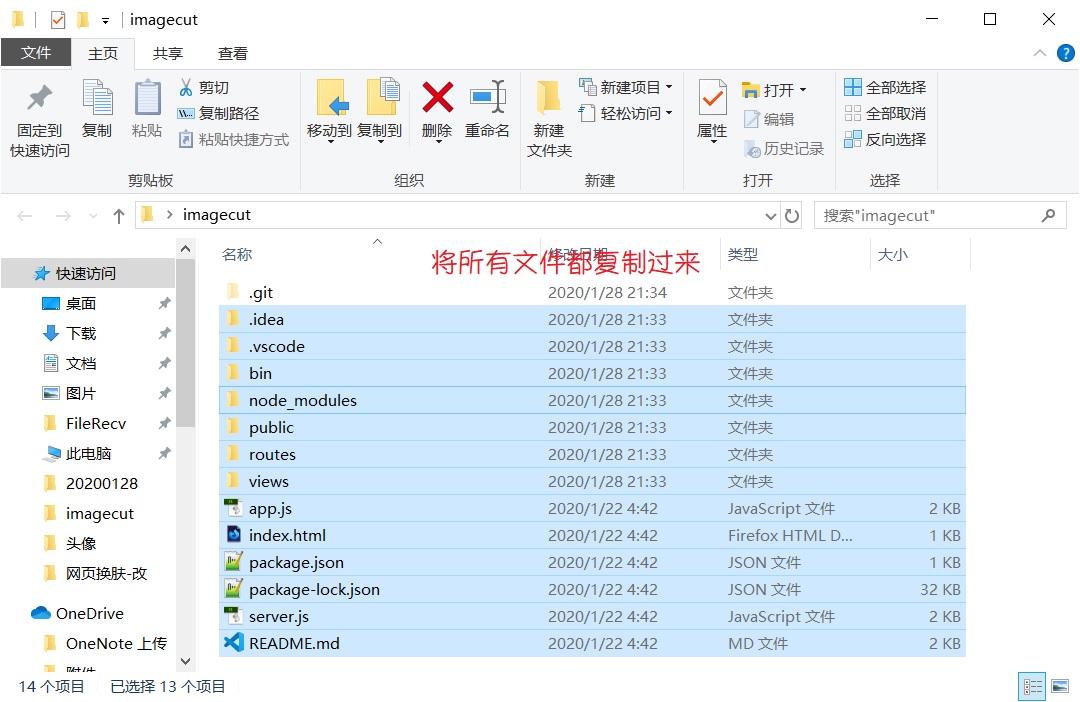 imagecut
文件 主页 共享 查看
固定到
快速访问
复制
粘贴
剪切
复制路径
粘贴快捷方式
剪贴板
移动到 复制到
删除
重命名
组织
新建
文件夹
新建项目
轻松访问
新建
属性
打开
编辑
历史记录
打开
全部选择
全部取消
反向选择
选择
imagecut
搜索"imagecut"
快速访问
桌面
下载
文档
图片
FileRecv
此电脑
20200128
imagecut
头像
网页换肤-改
OneDrive
OneNote 上传
附件
名称 修改日期 类型 大小
将所有文件都复制过来
.git 2020/1/28 21:34 文件夹
.idea 2020/1/28 21:33 文件夹
.vscode 2020/1/28 21:33 文件夹
bin 2020/1/28 21:33 文件夹
node_modules 2020/1/28 21:33 文件夹
public 2020/1/28 21:33 文件夹
routes 2020/1/28 21:33 文件夹
views 2020/1/28 21:33 文件夹
app.js 2020/1/22 4:42 JavaScript 文件 2 KB
index.html 2020/1/22 4:42 Firefox HTML D... 1 KB
package.json 2020/1/22 4:42 JSON 文件 1 KB
package-lock.json 2020/1/22 4:42 JSON 文件 32 KB
server.js 2020/1/22 4:42 JavaScript 文件 2 KB
README.md 2020/1/22 4:42 MD 文件 2 KB
14 个项目 已选择 13 个项目